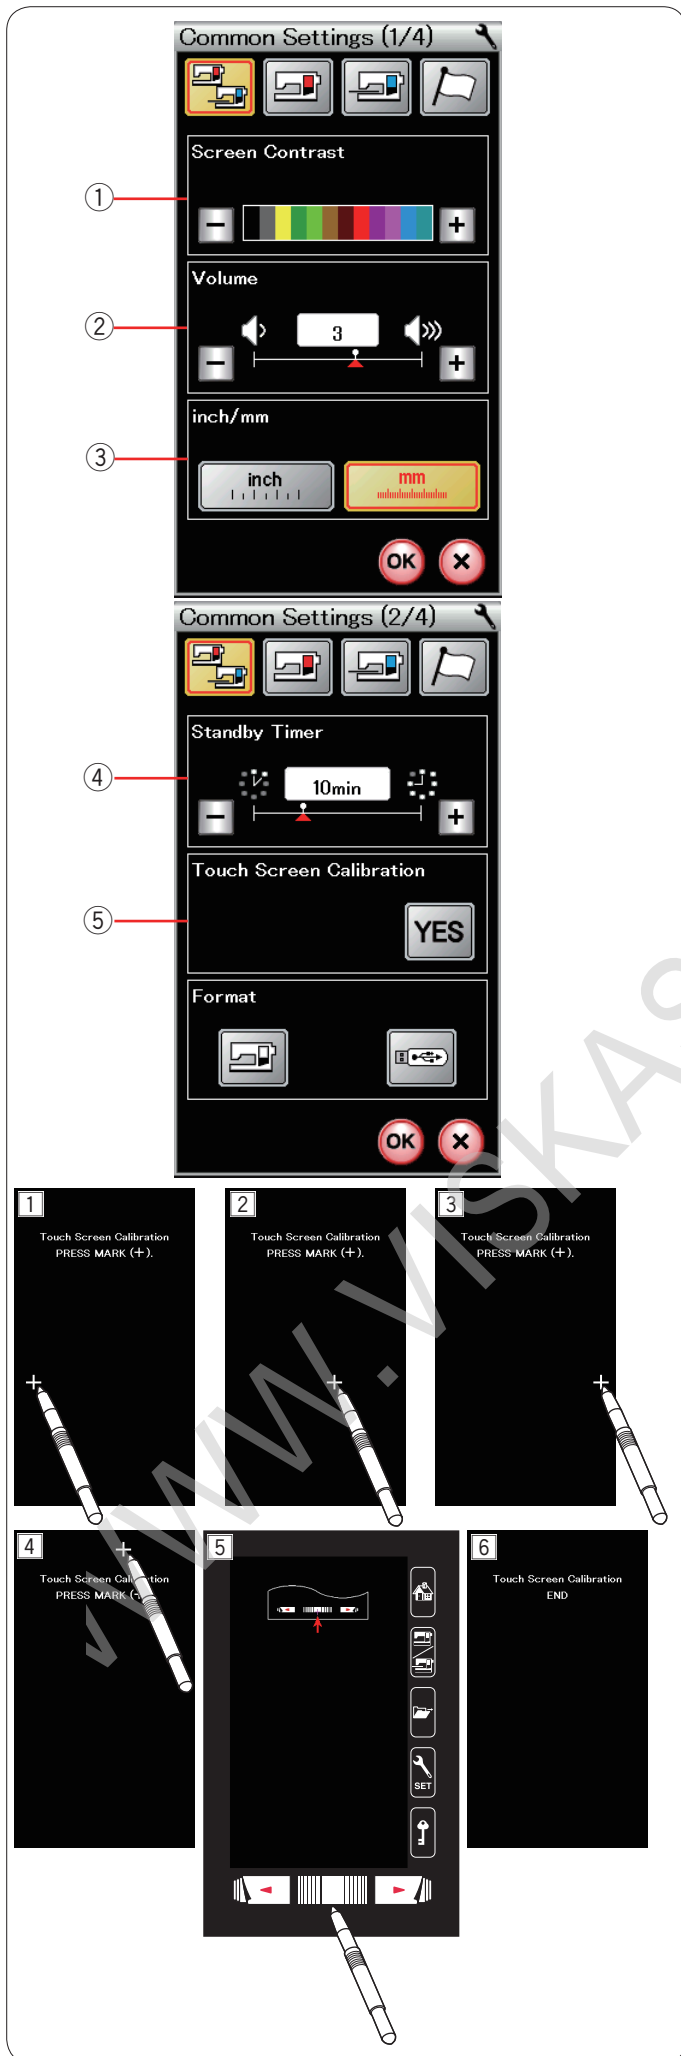 Common Settings (1/4)
Screen Contrast
①
− +
Volume
②
3
− +
inch/mm
③
inch mm
OK ×
Common Settings (2/4)
Standby Timer
④
10min
− +
Touch Screen Calibration
⑤
YES
Format
OK ×
1 2 3
Touch Screen Calibration
PRESS MARK (+).
Touch Screen Calibration
PRESS MARK (+).
Touch Screen Calibration
PRESS MARK (+).
4 5 6
Touch Screen Calibration
PRESS MARK (
Touch Screen Calibration
END
SET
WWW.VISKAS